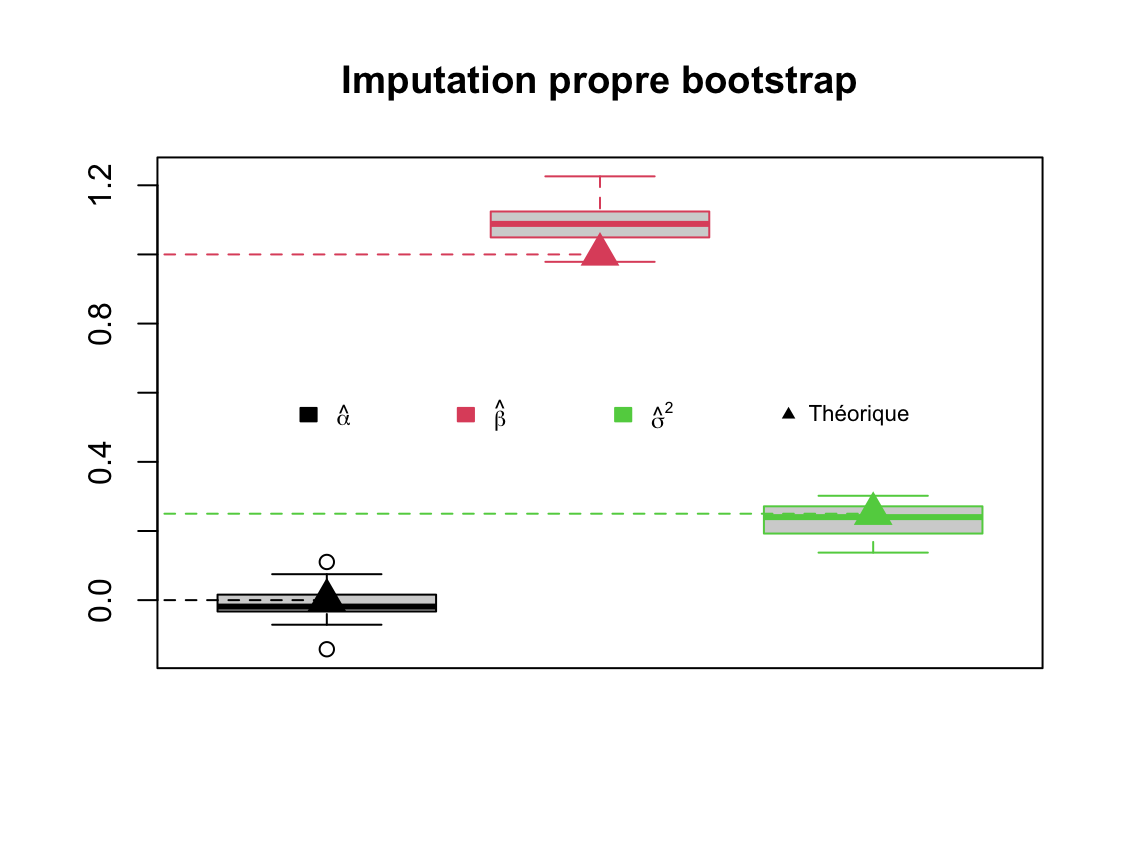 Imputation propre bootstrap
1.2
0.8
0.4
0.0
α̂ β̂ σ̂² Théorique